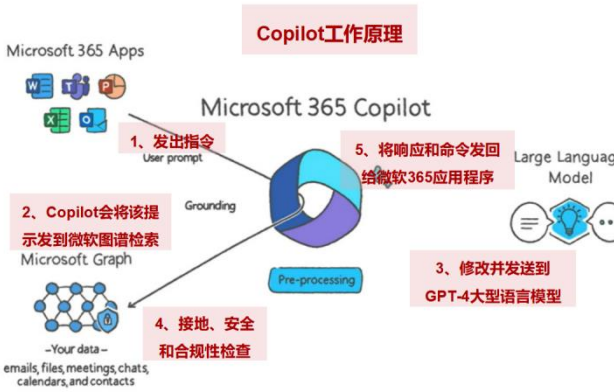 Copilot工作原理
Microsoft 365 Apps
W
T
P
X
O
Microsoft 365 Copilot
1、发出指令
User prompt
5、将响应和命令发回
给微软365应用程序
Large Language
Model
2、Copilot会将该提
示发到微软图谱检索
Grounding
Microsoft Graph
Pre-processing
3、修改并发送到
GPT-4大型语言模型
4、接地、安全
和合规性检查
–Your data–
emails, files, meetings, chats,
calendars, and contacts